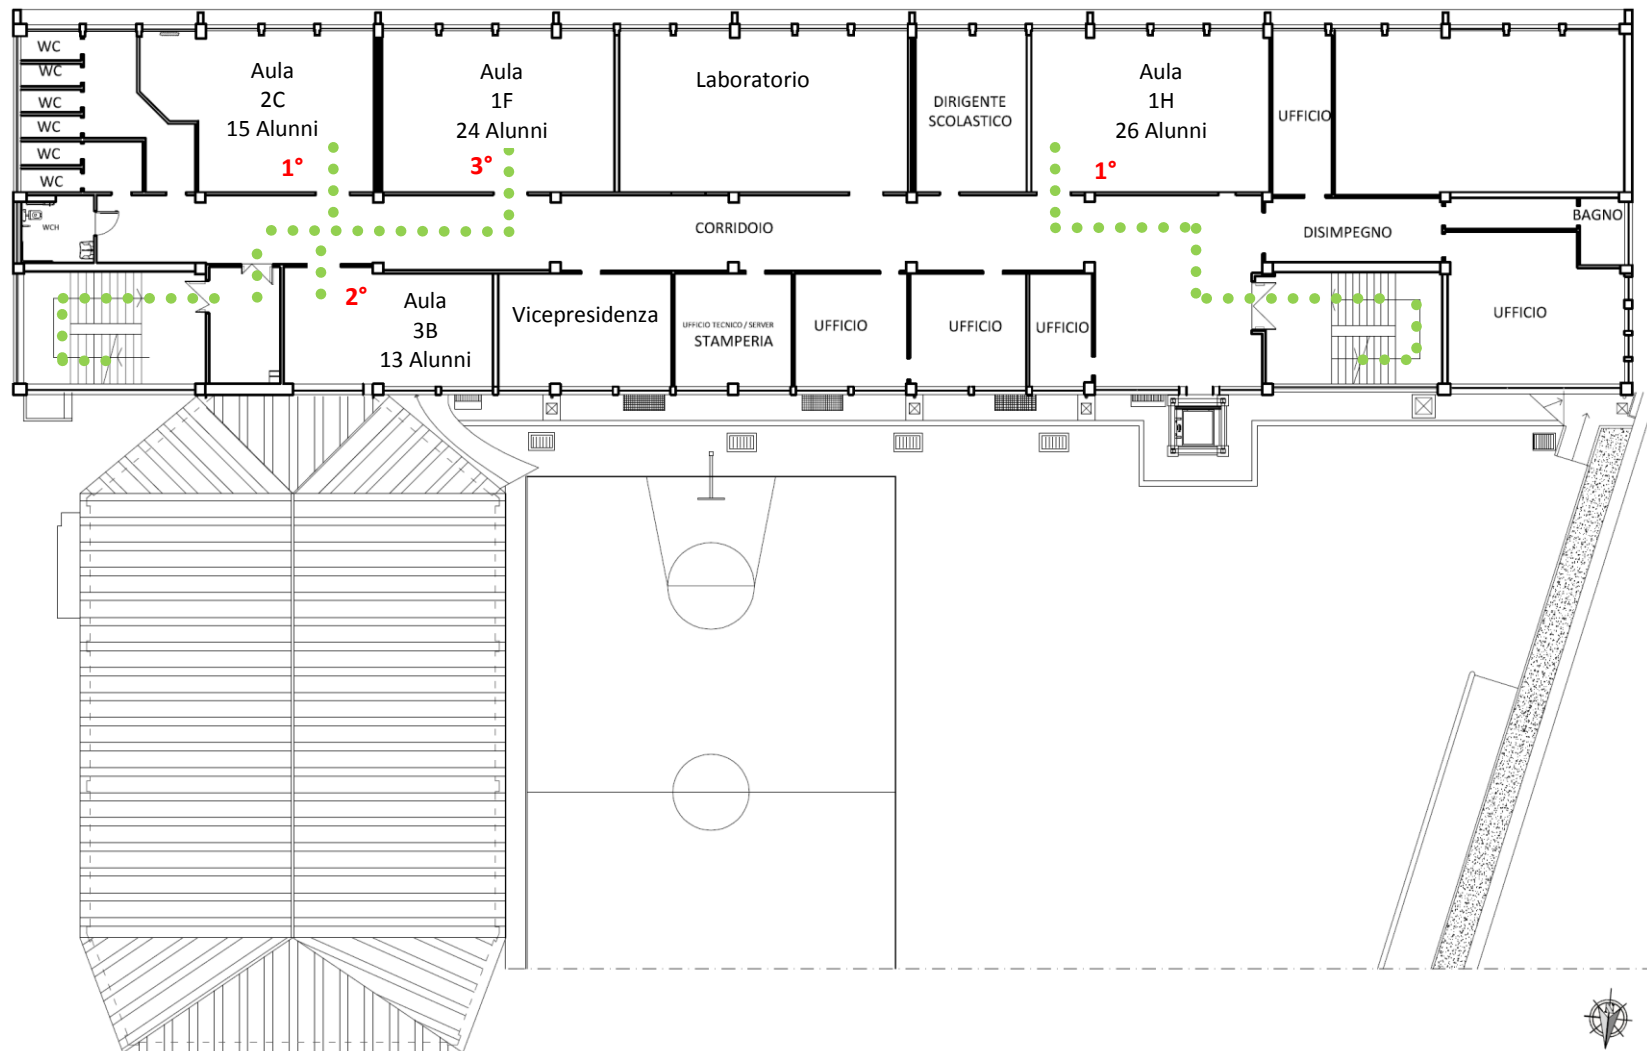 WC
WC
WC
WC
WC
WC
WCH
Aula
2C
15 Alunni
1°
Aula
1F
24 Alunni
3°
Laboratorio
DIRIGENTE
SCOLASTICO
Aula
1H
26 Alunni
1°
UFFICIO
CORRIDOIO
DISIMPEGNO
BAGNO
2°
Aula
3B
13 Alunni
Vicepresidenza
UFFICIO TECNICO / SERVER
STAMPERIA
UFFICIO
UFFICIO
UFFICIO
UFFICIO